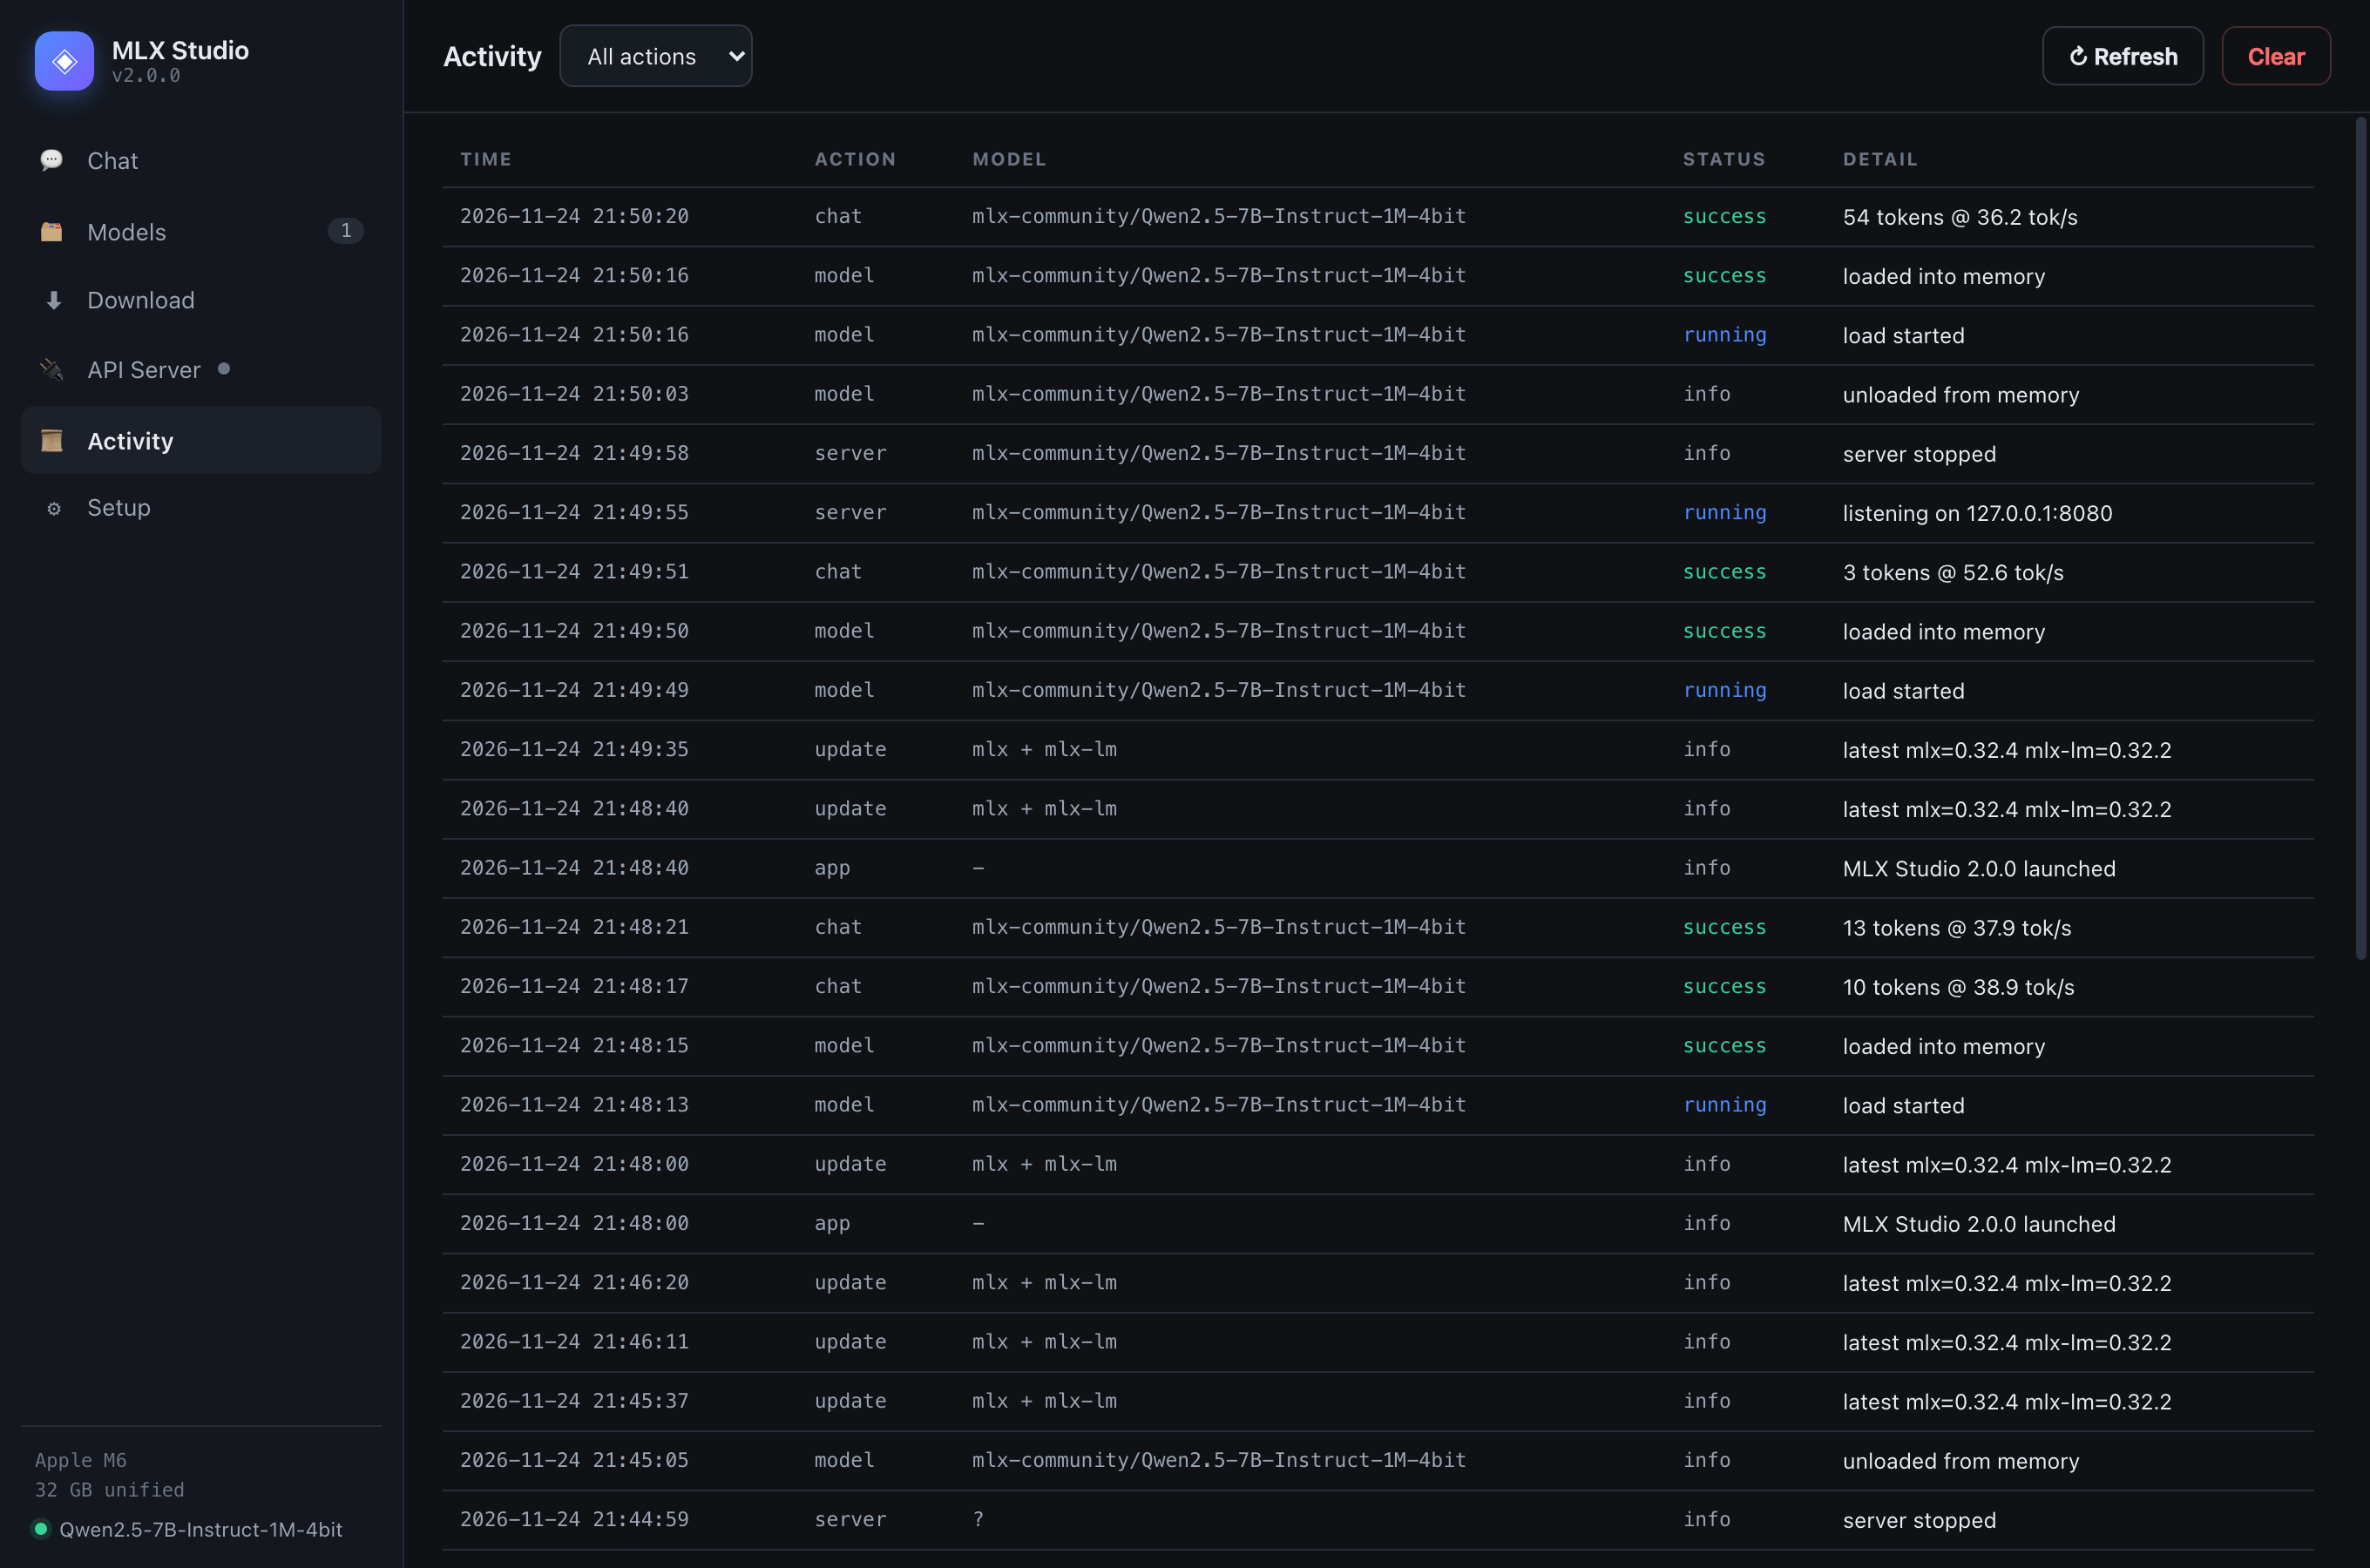 MLX Studio
v2.0.0
Chat
Models 1
Download
API Server
Activity
Setup
Apple M6
32 GB unified
Qwen2.5-7B-Instruct-1M-4bit
Activity All actions ↻ Refresh Clear
TIME ACTION MODEL STATUS DETAIL
2026-11-24 21:50:20 chat mlx-community/Qwen2.5-7B-Instruct-1M-4bit success 54 tokens @ 36.2 tok/s
2026-11-24 21:50:16 model mlx-community/Qwen2.5-7B-Instruct-1M-4bit success loaded into memory
2026-11-24 21:50:16 model mlx-community/Qwen2.5-7B-Instruct-1M-4bit running load started
2026-11-24 21:50:03 model mlx-community/Qwen2.5-7B-Instruct-1M-4bit info unloaded from memory
2026-11-24 21:49:58 server mlx-community/Qwen2.5-7B-Instruct-1M-4bit info server stopped
2026-11-24 21:49:55 server mlx-community/Qwen2.5-7B-Instruct-1M-4bit running listening on 127.0.0.1:8080
2026-11-24 21:49:51 chat mlx-community/Qwen2.5-7B-Instruct-1M-4bit success 3 tokens @ 52.6 tok/s
2026-11-24 21:49:50 model mlx-community/Qwen2.5-7B-Instruct-1M-4bit success loaded into memory
2026-11-24 21:49:49 model mlx-community/Qwen2.5-7B-Instruct-1M-4bit running load started
2026-11-24 21:49:35 update mlx + mlx-lm info latest mlx=0.32.4 mlx-lm=0.32.2
2026-11-24 21:48:40 update mlx + mlx-lm info latest mlx=0.32.4 mlx-lm=0.32.2
2026-11-24 21:48:40 app – info MLX Studio 2.0.0 launched
2026-11-24 21:48:21 chat mlx-community/Qwen2.5-7B-Instruct-1M-4bit success 13 tokens @ 37.9 tok/s
2026-11-24 21:48:17 chat mlx-community/Qwen2.5-7B-Instruct-1M-4bit success 10 tokens @ 38.9 tok/s
2026-11-24 21:48:15 model mlx-community/Qwen2.5-7B-Instruct-1M-4bit success loaded into memory
2026-11-24 21:48:13 model mlx-community/Qwen2.5-7B-Instruct-1M-4bit running load started
2026-11-24 21:48:00 update mlx + mlx-lm info latest mlx=0.32.4 mlx-lm=0.32.2
2026-11-24 21:48:00 app – info MLX Studio 2.0.0 launched
2026-11-24 21:46:20 update mlx + mlx-lm info latest mlx=0.32.4 mlx-lm=0.32.2
2026-11-24 21:46:11 update mlx + mlx-lm info latest mlx=0.32.4 mlx-lm=0.32.2
2026-11-24 21:45:37 update mlx + mlx-lm info latest mlx=0.32.4 mlx-lm=0.32.2
2026-11-24 21:45:05 model mlx-community/Qwen2.5-7B-Instruct-1M-4bit info unloaded from memory
2026-11-24 21:44:59 server ? info server stopped